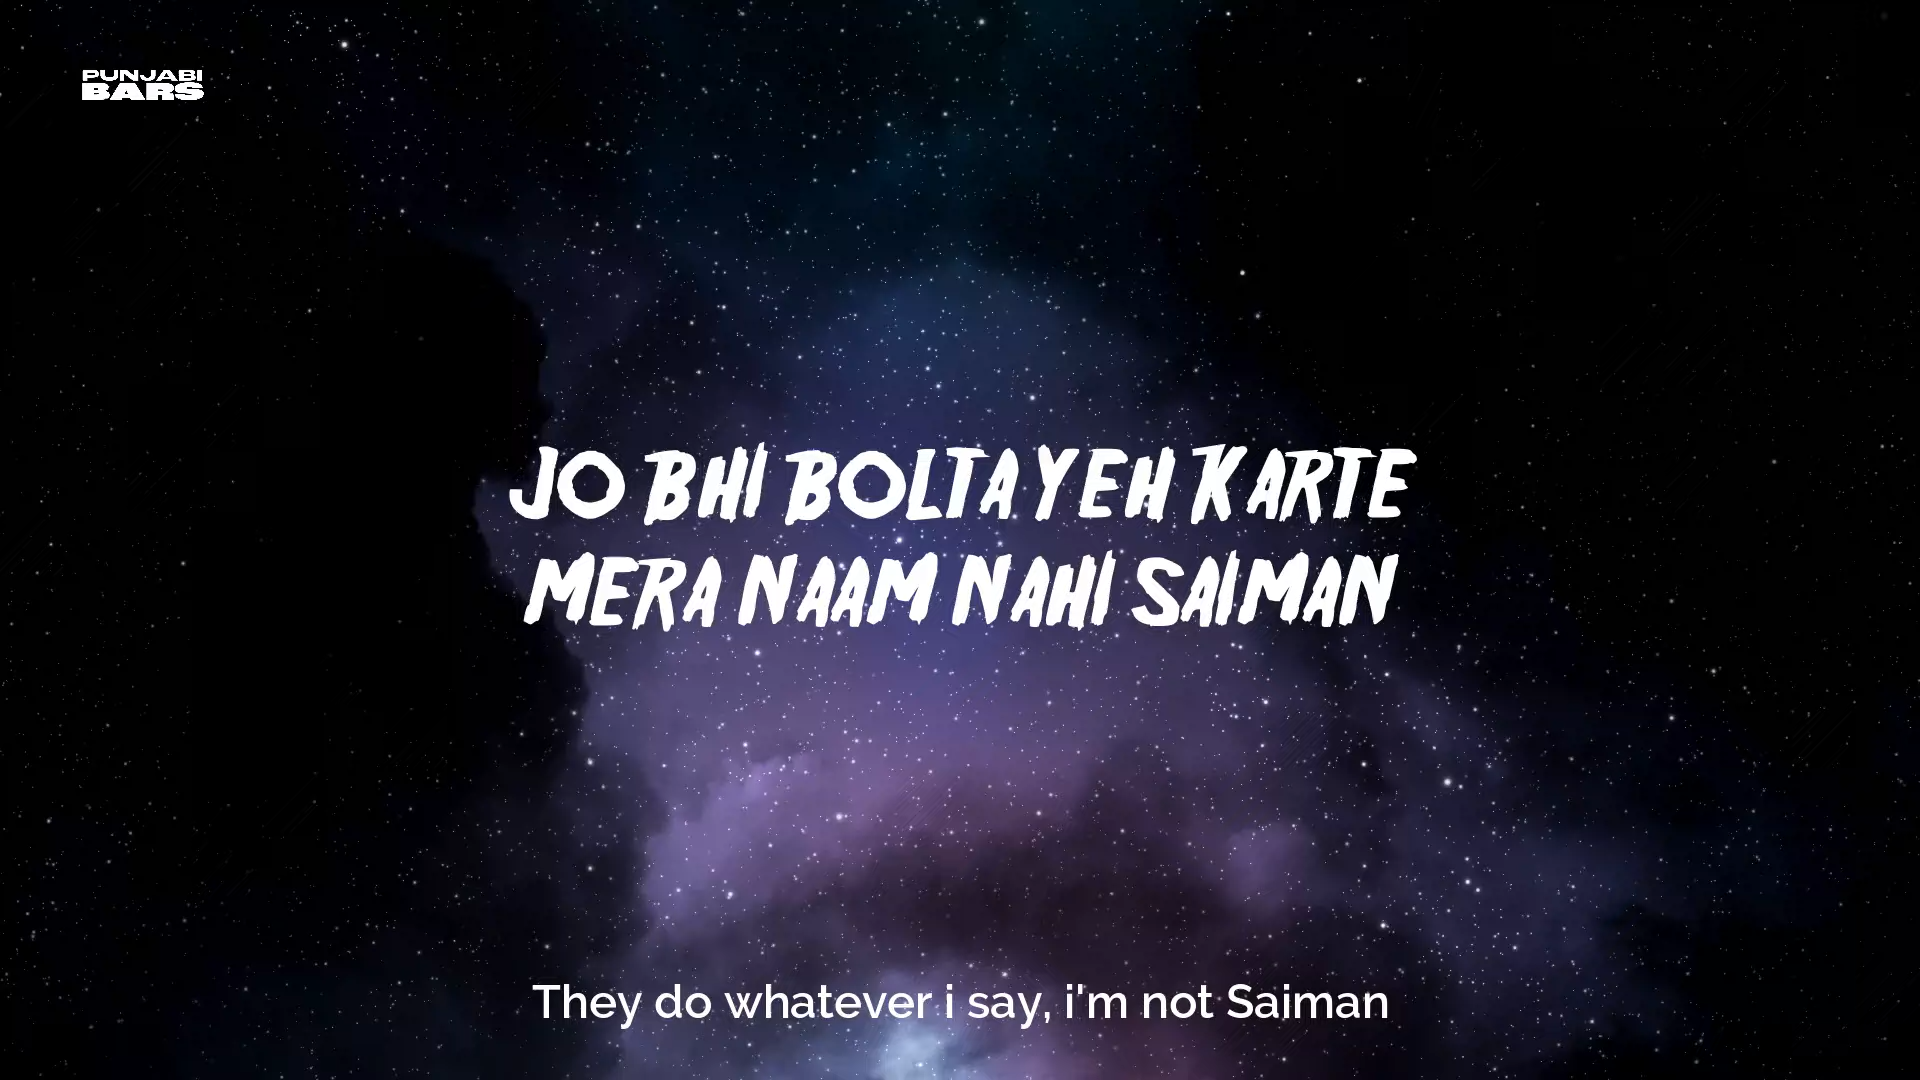 PUNJABI
BARS
JO BHI BOLTA YEH KARTE
MERA NAAM NAHI SAIMAN
They do whatever i say, i'm not Saiman